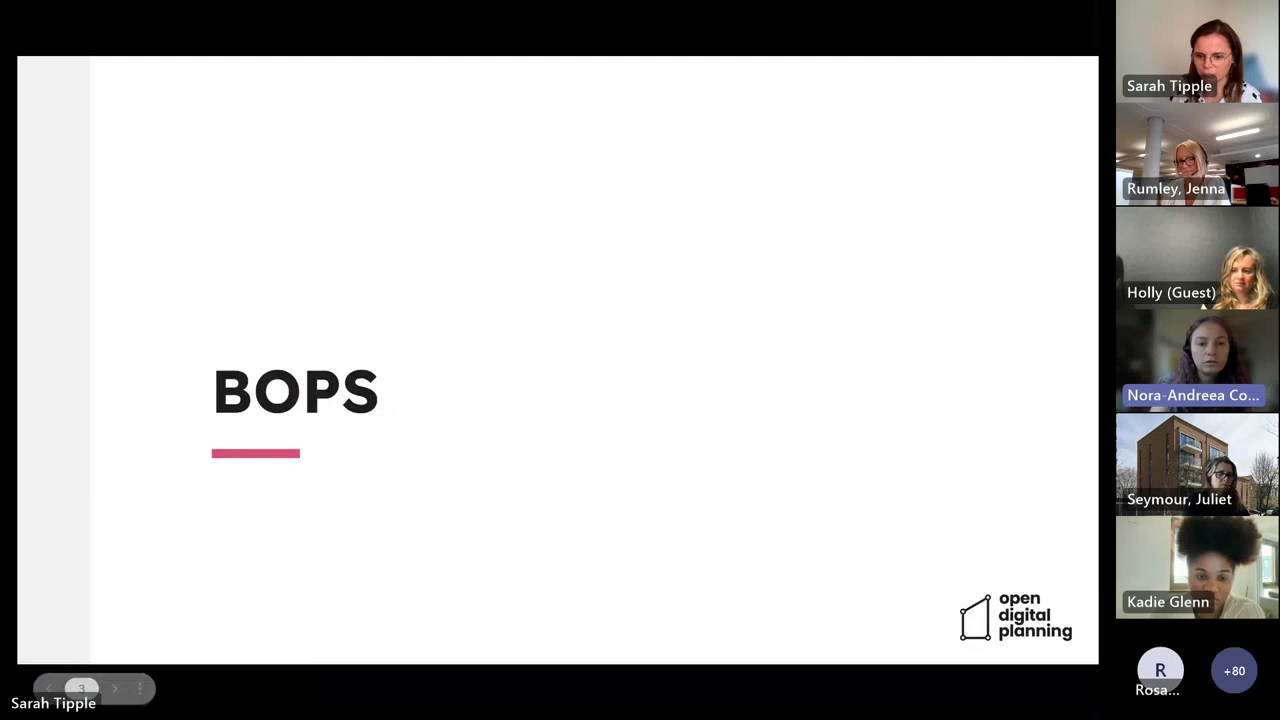 BOPS
open
digital
planning
3
Sarah Tipple
Sarah Tipple
Rumley, Jenna
Holly (Guest)
Nora-Andreea Co...
Seymour, Juliet
Kadie Glenn
R
Rosa...
+80